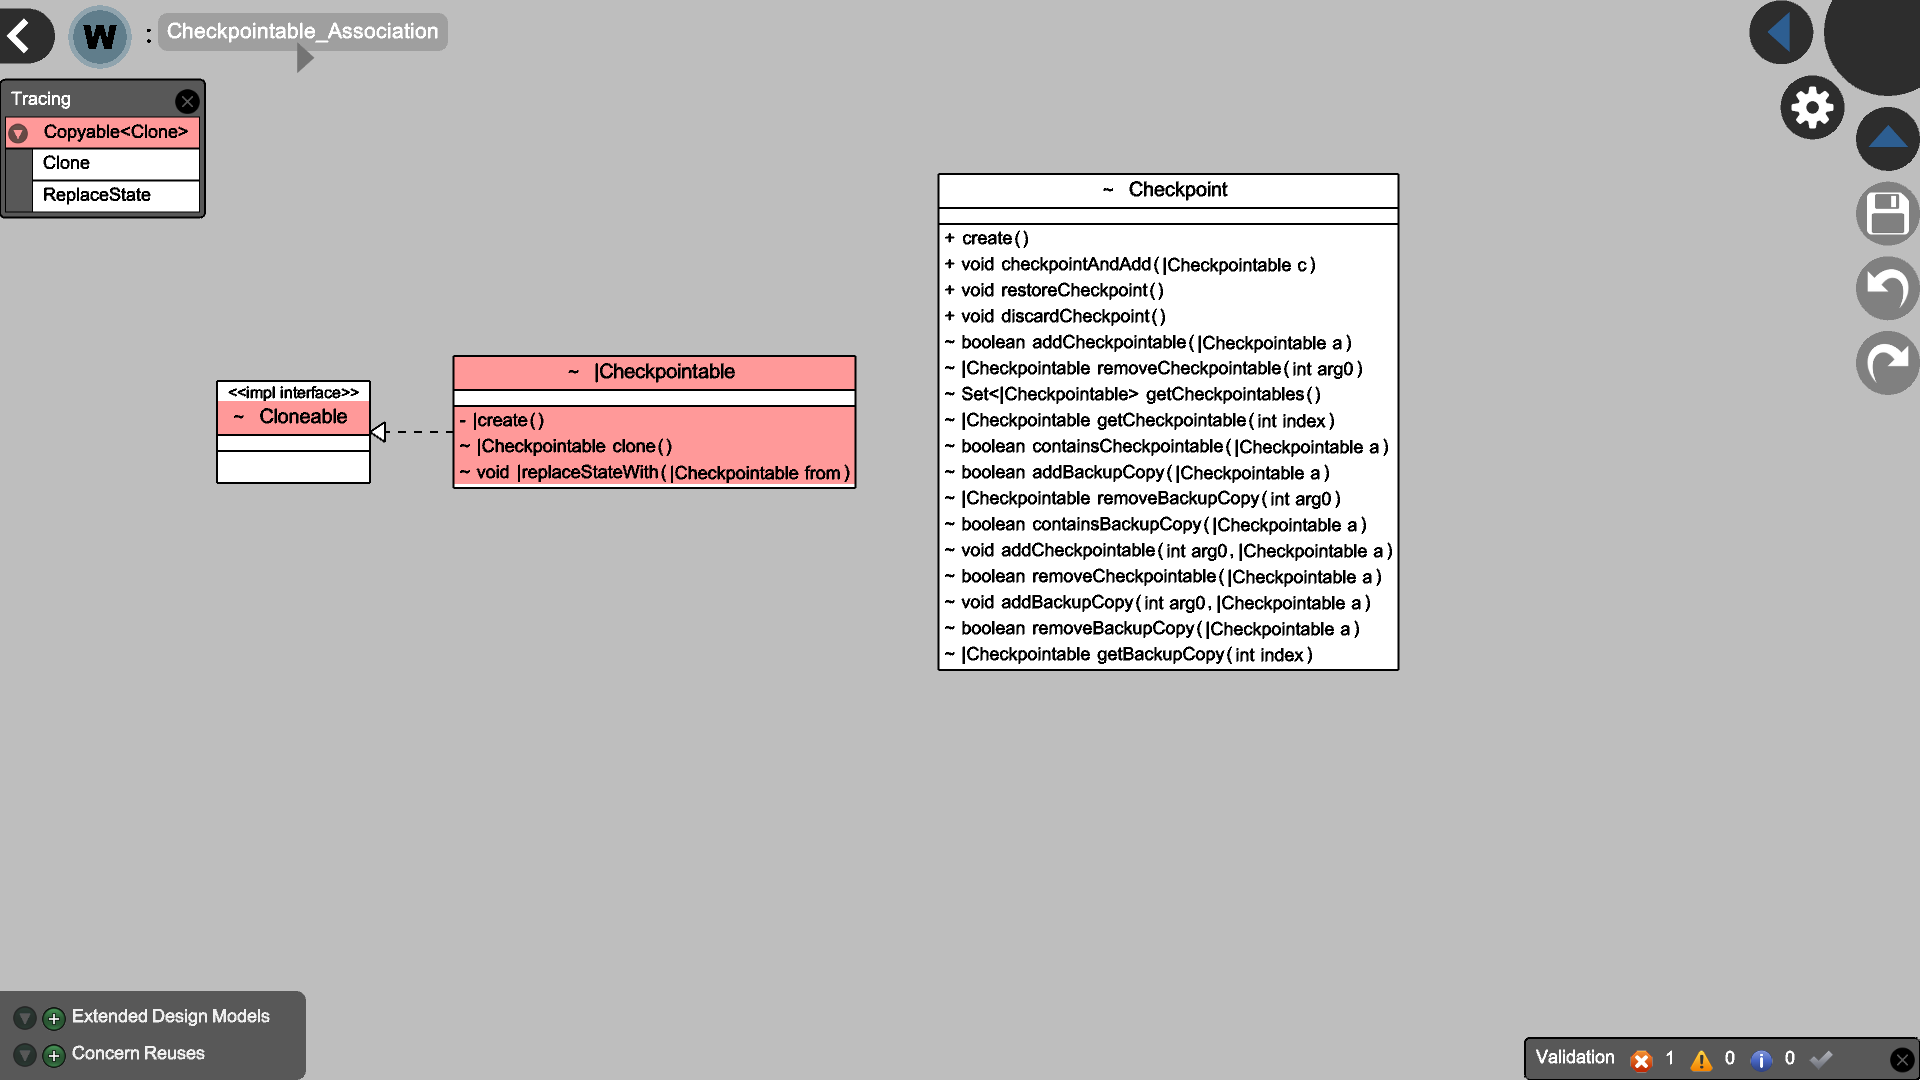 W : Checkpointable_Association
Tracing
Copyable<Clone>
Clone
ReplaceState
<<impl interface>>
~ Cloneable
~ |Checkpointable
- |create()
~ |Checkpointable clone()
~ void |replaceStateWith(|Checkpointable from)
~ Checkpoint
+ create()
+ void checkpointAndAdd(|Checkpointable c)
+ void restoreCheckpoint()
+ void discardCheckpoint()
~ boolean addCheckpointable(|Checkpointable a)
~ |Checkpointable removeCheckpointable(int arg0)
~ Set<|Checkpointable> getCheckpointables()
~ |Checkpointable getCheckpointable(int index)
~ boolean containsCheckpointable(|Checkpointable a)
~ boolean addBackupCopy(|Checkpointable a)
~ |Checkpointable removeBackupCopy(int arg0)
~ boolean containsBackupCopy(|Checkpointable a)
~ void addCheckpointable(int arg0,|Checkpointable a)
~ boolean removeCheckpointable(|Checkpointable a)
~ void addBackupCopy(int arg0,|Checkpointable a)
~ boolean removeBackupCopy(|Checkpointable a)
~ |Checkpointable getBackupCopy(int index)
Extended Design Models
Concern Reuses
Validation 1 0 0